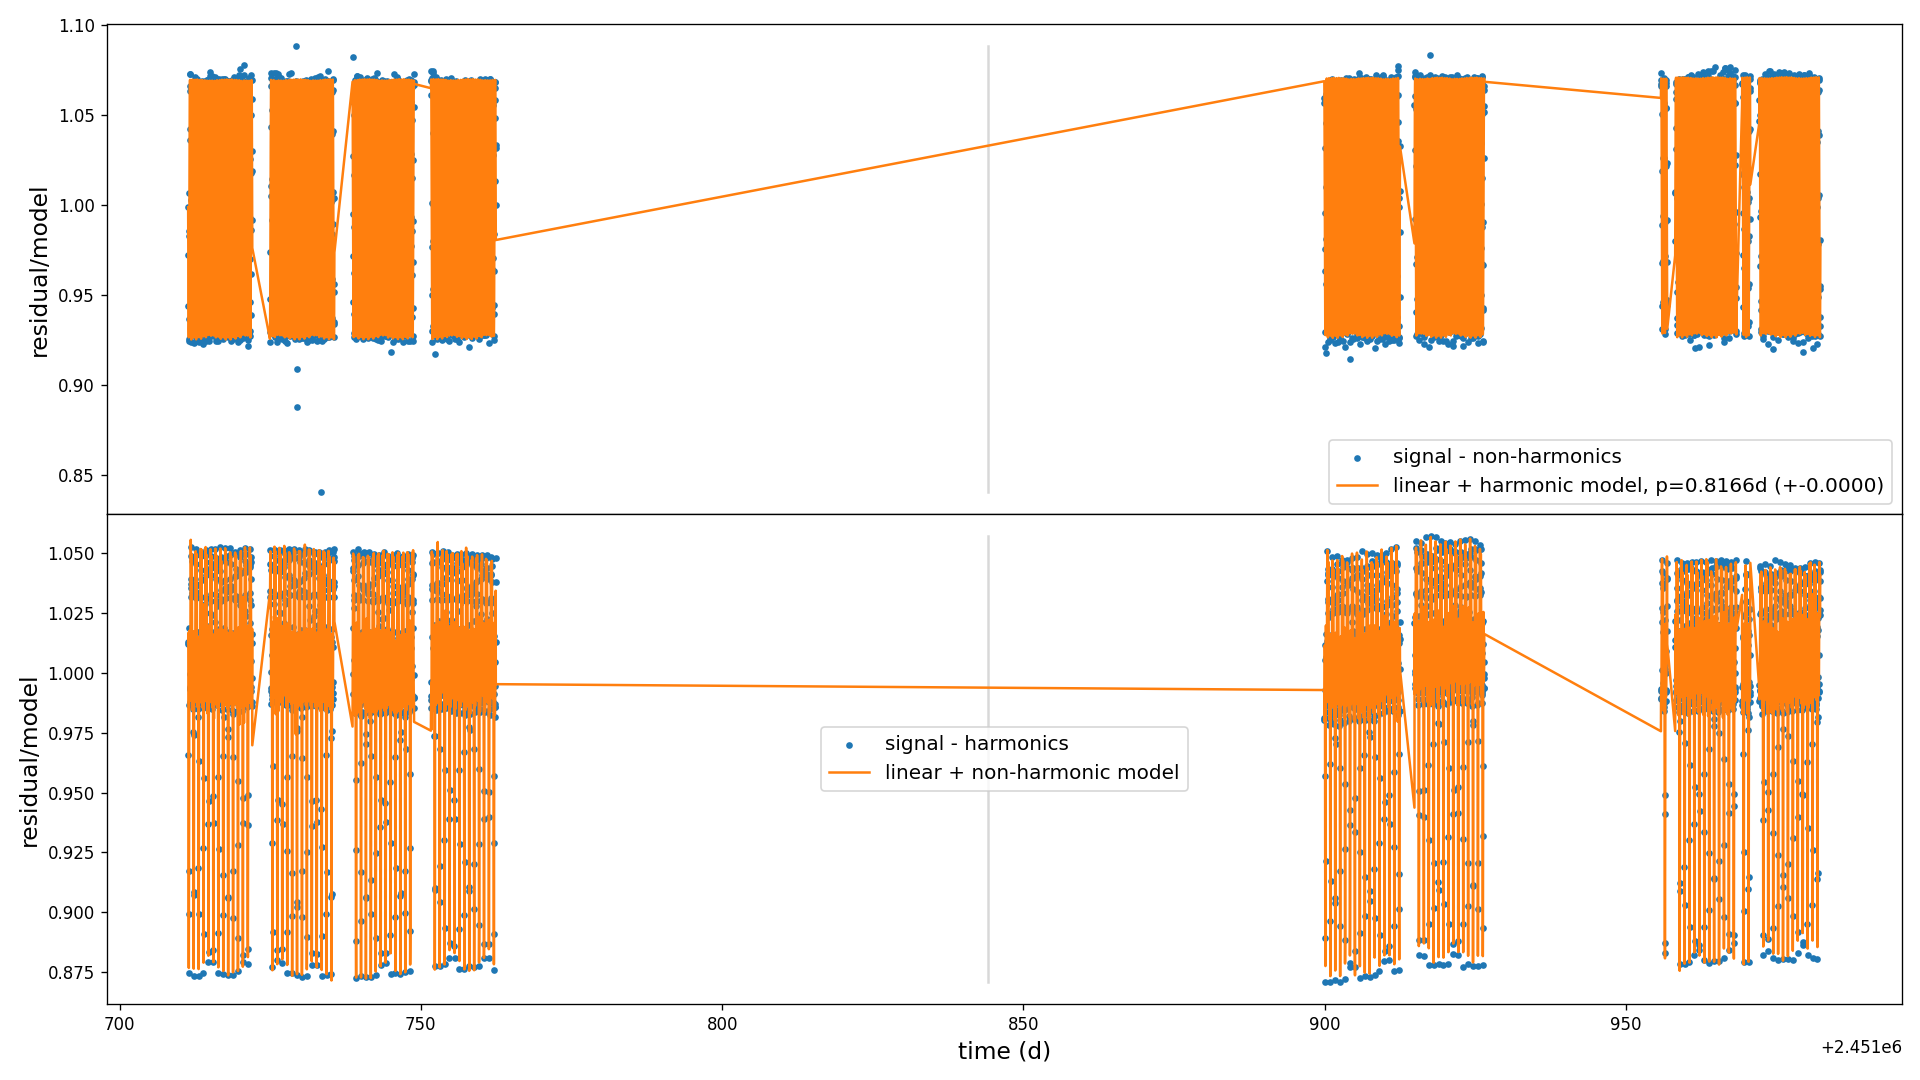 1.10
1.05
1.00
0.95
0.90
0.85
residual/model
signal - non-harmonics
linear + harmonic model, p=0.8166d (+-0.0000)
1.050
1.025
1.000
0.975
0.950
0.925
0.900
0.875
residual/model
signal - harmonics
linear + non-harmonic model
700 750 800 850 900 950
time (d)
+2.451e6